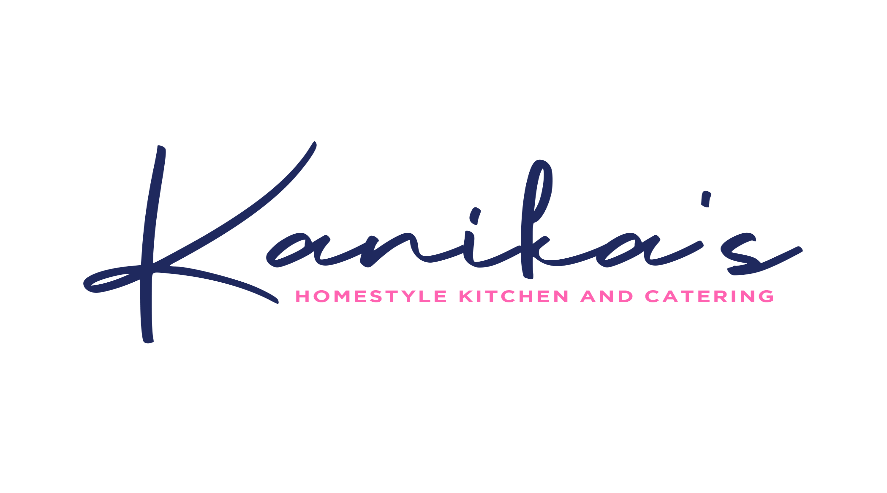 Kanika's
HOMESTYLE KITCHEN AND CATERING